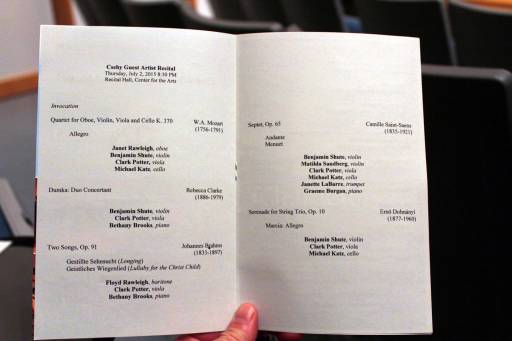 Csehy Guest Artist Recital
Thursday, July 2, 2015 8:30 PM
Recital Hall, Center for the Arts
Invocation
Quartet for Oboe, Violin, Viola and Cello K. 370 W.A. Mozart
(1756-1791)
Allegro
Janet Rawleigh, oboe
Benjamin Shute, violin
Clark Potter, viola
Michael Katz, cello
Dumka: Duo Concertant Rebecca Clarke
(1886-1979)
Benjamin Shute, violin
Clark Potter, viola
Bethany Brooks, piano
Two Songs, Op. 91 Johannes Brahms
(1833-1897)
Gestillte Sehnsucht (Longing)
Geistliches Wiegenlied (Lullaby for the Christ Child)
Floyd Rawleigh, baritone
Clark Potter, viola
Bethany Brooks, piano
Septet, Op. 65 Camille Saint-Saens
(1835-1921)
Andante
Menuet
Benjamin Shute, violin
Matilda Sandberg, violin
Clark Potter, viola
Michael Katz, cello
Janette LaBarre, trumpet
Graeme Burgan, piano
Serenade for String Trio, Op. 10 Ernö Dohnányi
(1877-1960)
Marcia: Allegro
Benjamin Shute, violin
Clark Potter, viola
Michael Katz, cello